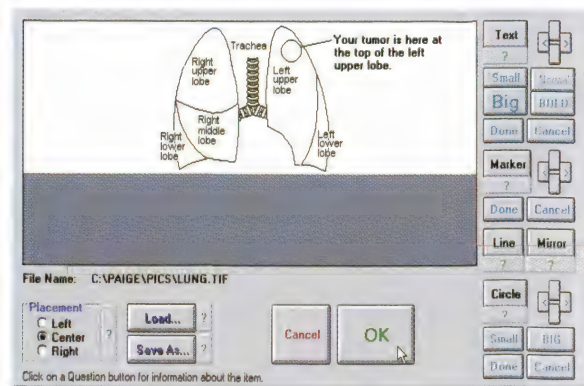 Trachea
Your tumor is here at
the top of the left
upper lobe.
Right
upper
lobe
Left
upper
lobe
Right
middle
lobe
Right
lower
lobe
Left
lower
lobe
File Name: C:\PAIGE\PICS\LUNG.TIF
Placement
Left
Center
Right
?
Load... ?
Save As... ?
Cancel
OK
Click on a Question button for information about the item.
Text
?
Small Normal
Big BOLD
Done Cancel
Marker
?
Done Cancel
Line Mirror
? ?
Circle
?
Small BIG
Done Cancel